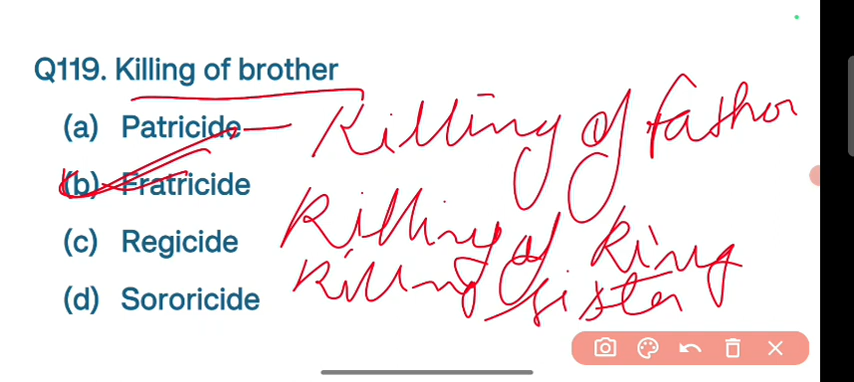 Q119. Killing of brother
(a) Patricide Killing of father
(b) Fratricide
(c) Regicide Killing of King
(d) Sororicide Killing of sister